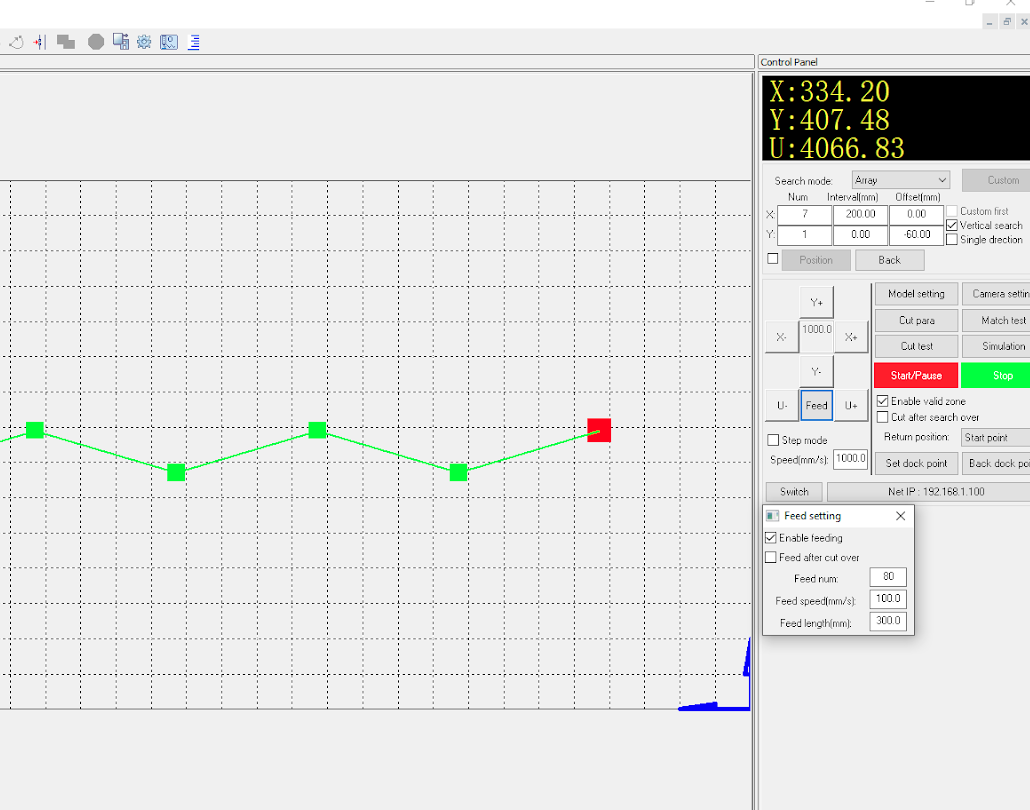 Control Panel
X:334.20
Y:407.48
U:4066.83
Search mode: Array Custom
Num Interval(mm) Offset(mm)
X: 7 200.00 0.00 Custom first
Y: 1 0.00 -60.00 Vertical search
Single direction
Position Back
Y+ Model setting Camera settin
X- 1000.0 X+ Cut para Match test
Y- Cut test Simulation
Start/Pause Stop
U- Feed U+ Enable valid zone
Cut after search over
Step mode Return position: Start point
Speed(mm/s): 1000.0 Set dock point Back dock poi
Switch Net IP : 192.168.1.100
Feed setting
Enable feeding
Feed after cut over
Feed num: 80
Feed speed(mm/s): 100.0
Feed length(mm): 300.0